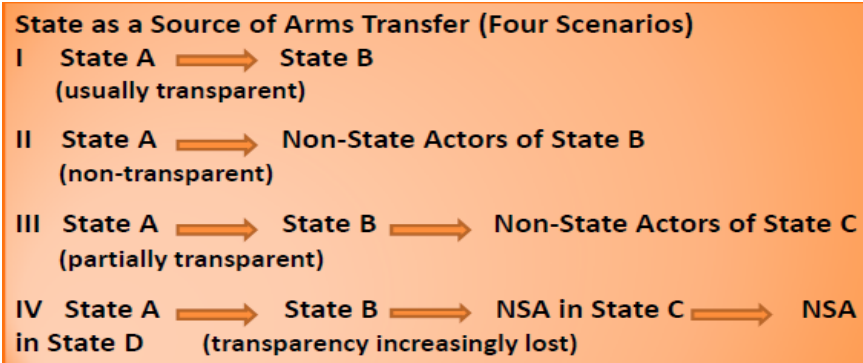 State as a Source of Arms Transfer (Four Scenarios)
I State A State B
(usually transparent)
II State A Non-State Actors of State B
(non-transparent)
III State A State B Non-State Actors of State C
(partially transparent)
IV State A State B NSA in State C NSA
in State D (transparency increasingly lost)